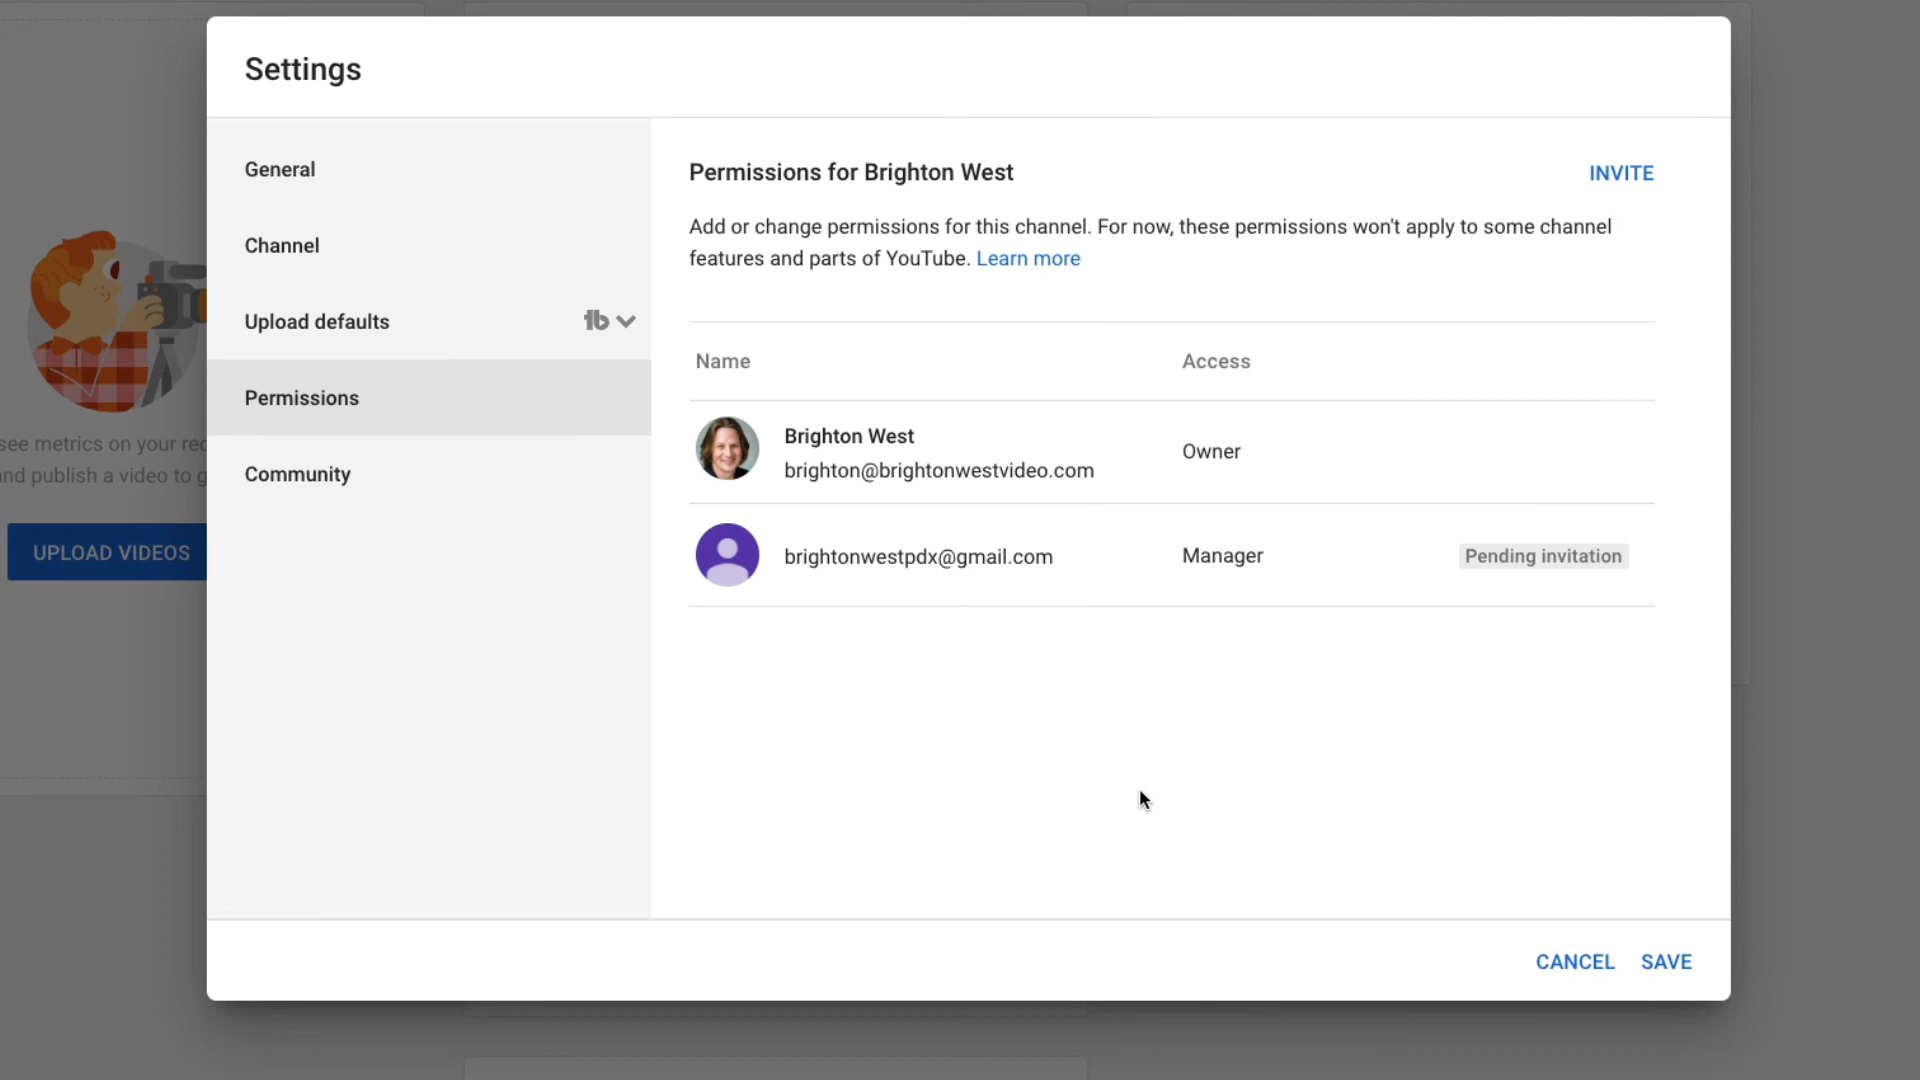 Settings
General
Channel
Upload defaults
Permissions
Community
Permissions for Brighton West
INVITE
Add or change permissions for this channel. For now, these permissions won't apply to some channel
features and parts of YouTube. Learn more
Name Access
Brighton West
brighton@brightonwestvideo.com
Owner
brightonwestpdx@gmail.com Manager Pending invitation
see metrics on your rec
and publish a video to g
UPLOAD VIDEOS
CANCEL SAVE